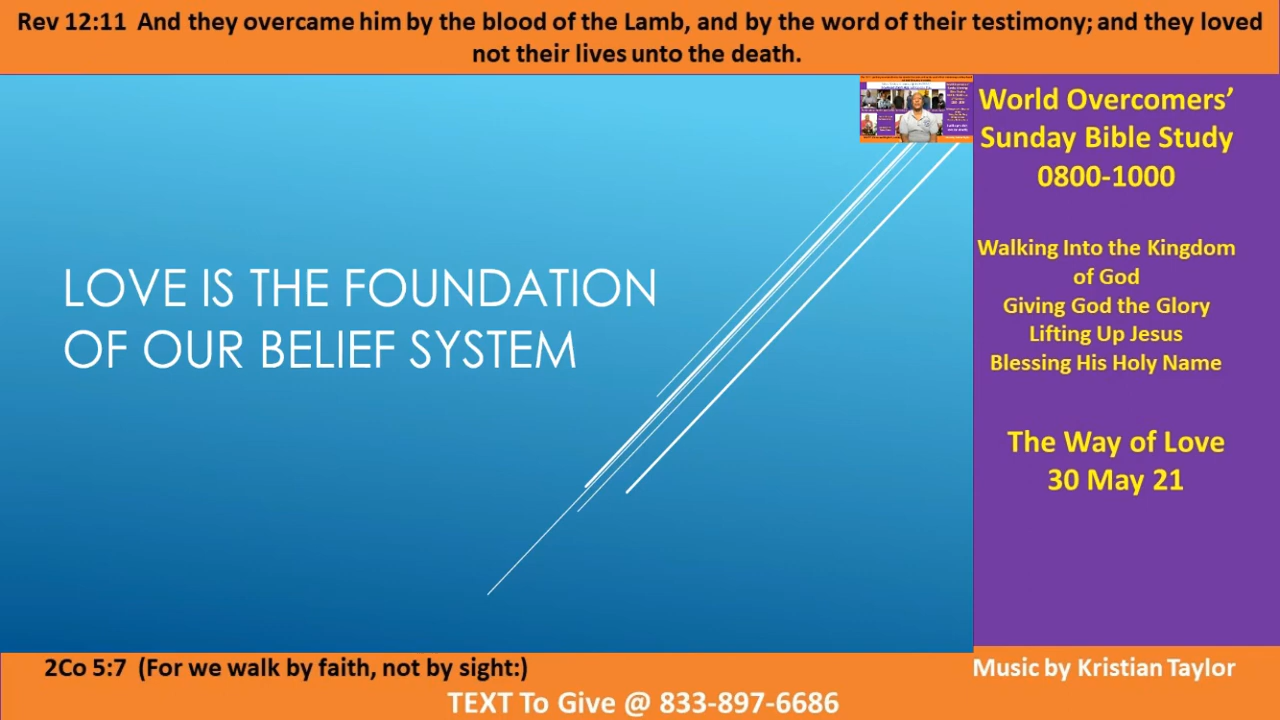 Rev 12:11  And they overcame him by the blood of the Lamb, and by the word of their testimony; and they loved
not their lives unto the death.
LOVE IS THE FOUNDATION
OF OUR BELIEF SYSTEM
World Overcomers’
Sunday Bible Study
0800-1000
Walking Into the Kingdom
of God
Giving God the Glory
Lifting Up Jesus
Blessing His Holy Name
The Way of Love
30 May 21
2Co 5:7  (For we walk by faith, not by sight:)
Music by Kristian Taylor
TEXT To Give @ 833-897-6686